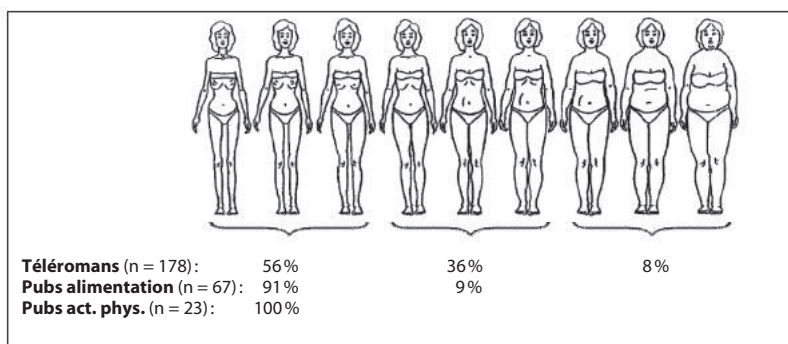 Téléromans (n = 178) : 56 % 36 % 8 %
Pubs alimentation (n = 67) : 91 % 9 %
Pubs act. phys. (n = 23) : 100 %